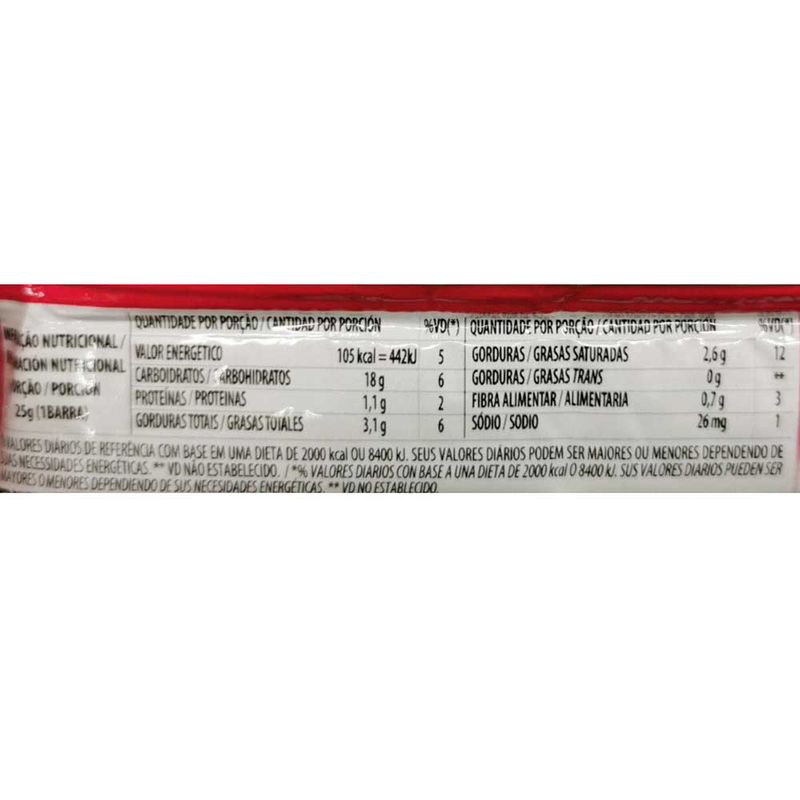 NUTRICIONAL /
NUTRICIONAL
PORÇÃO / PORCIÓN
25g (1 BARRA)
QUANTIDADE POR PORÇÃO / CANTIDAD POR PORCIÓN %VD(*)
VALOR ENERGÉTICO 105 kcal = 442kJ 5
CARBOIDRATOS / CARBOHIDRATOS 18 g 6
PROTEÍNAS / PROTEINAS 1,1 g 2
GORDURAS TOTAIS / GRASAS TOTALES 3,1 g 6
QUANTIDADE POR PORÇÃO / CANTIDAD POR PORCIÓN %VD(*)
GORDURAS / GRASAS SATURADAS 2,6 g 12
GORDURAS / GRASAS TRANS 0 g **
FIBRA ALIMENTAR / ALIMENTARIA 0,7 g 3
SÓDIO / SODIO 26 mg 1
VALORES DIÁRIOS DE REFERÊNCIA COM BASE EM UMA DIETA DE 2000 kcal OU 8400 kJ. SEUS VALORES DIÁRIOS PODEM SER MAIORES OU MENORES DEPENDENDO DE
SUAS NECESSIDADES ENERGÉTICAS. ** VD NÃO ESTABELECIDO. / *% VALORES DIARIOS CON BASE A UNA DIETA DE 2000 kcal O 8400 kJ. SUS VALORES DIARIOS PUEDEN SER
MAYORES O MENORES DEPENDIENDO DE SUS NECESIDADES ENERGÉTICAS. ** VD NO ESTABLECIDO.